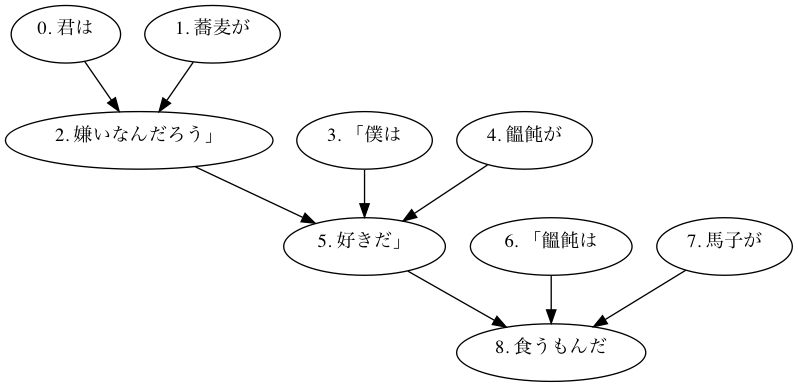 0. 君は
1. 蕎麦が
2. 嫌いなんだろう」
3. 「僕は
4. 饂飩が
5. 好きだ」
6. 「饂飩は
7. 馬子が
8. 食うもんだ